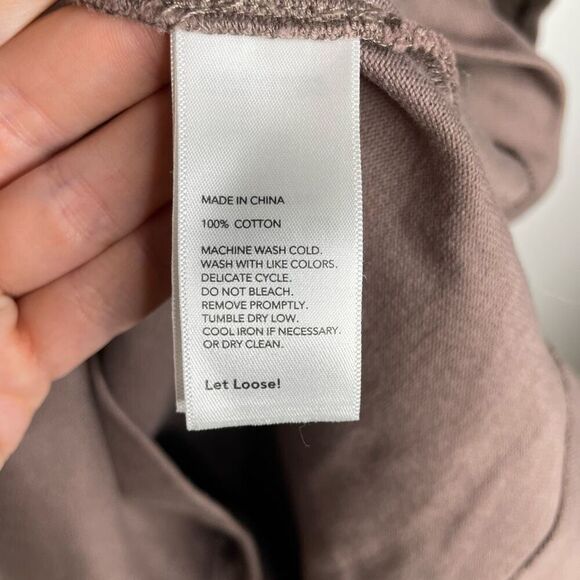 MADE IN CHINA
100% COTTON
MACHINE WASH COLD.
WASH WITH LIKE COLORS.
DELICATE CYCLE.
DO NOT BLEACH.
REMOVE PROMPTLY.
TUMBLE DRY LOW.
COOL IRON IF NECESSARY.
OR DRY CLEAN.
Let Loose!